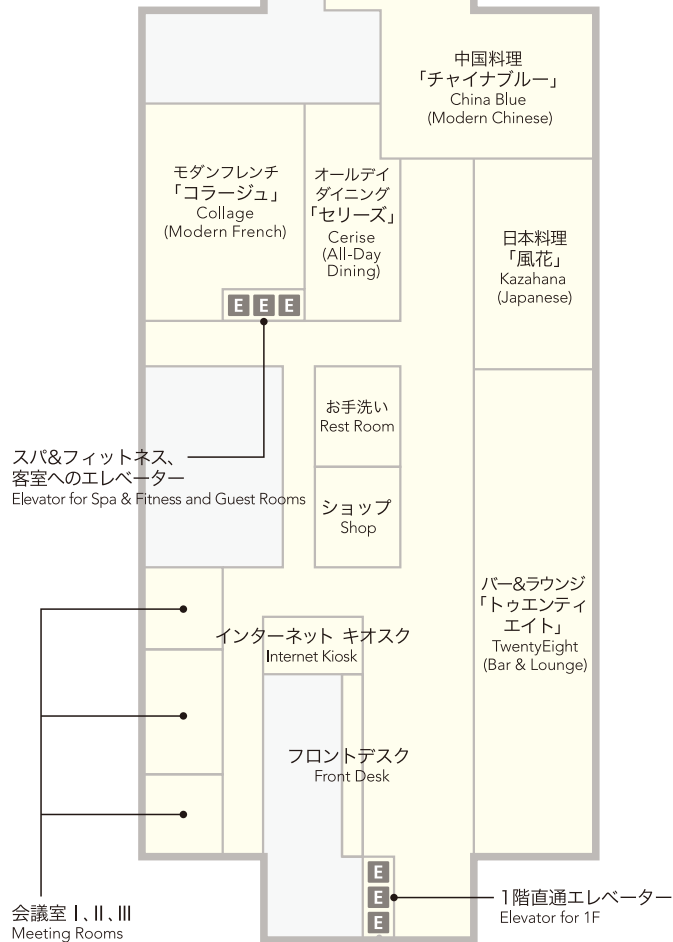 中国料理
「チャイナブルー」
China Blue
(Modern Chinese)
モダンフレンチ
「コラージュ」
Collage
(Modern French)
オールデイ
ダイニング
「セリーズ」
Cerise
(All-Day
Dining)
日本料理
「風花」
Kazahana
(Japanese)
E E E
お手洗い
Rest Room
スパ&フィットネス、
客室へのエレベーター
Elevator for Spa & Fitness and Guest Rooms
ショップ
Shop
バー&ラウンジ
「トゥエンティ
エイト」
TwentyEight
(Bar & Lounge)
インターネット キオスク
Internet Kiosk
フロントデスク
Front Desk
E
E
E
1階直通エレベーター
Elevator for 1F
会議室Ⅰ、Ⅱ、Ⅲ
Meeting Rooms